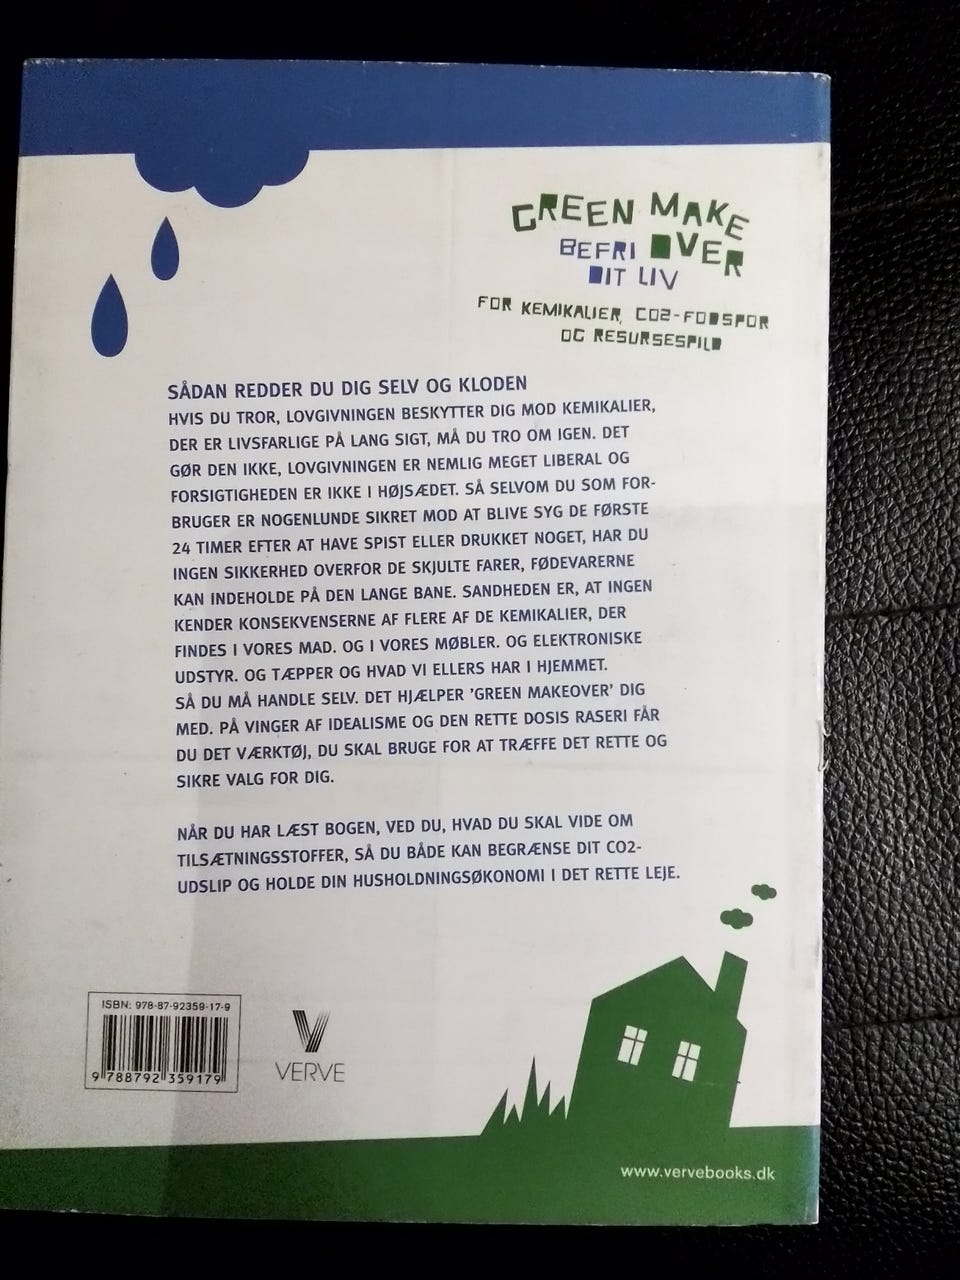 GREEN MAKE
OVER
BEFRI
DIT LIV
FOR KEMIKALIER, CO2-FODSPOR
OG RESURSESPILD
SÅDAN REDDER DU DIG SELV OG KLODEN
HVIS DU TROR, LOVGIVNINGEN BESKYTTER DIG MOD KEMIKALIER,
DER ER LIVSFARLIGE PÅ LANG SIGT, MÅ DU TRO OM IGEN. DET
GØR DEN IKKE, LOVGIVNINGEN ER NEMLIG MEGET LIBERAL OG
FORSIGTIGHEDEN ER IKKE I HØJSÆDET. SÅ SELVOM DU SOM FOR-
BRUGER ER NOGENLUNDE SIKRET MOD AT BLIVE SYG DE FØRSTE
24 TIMER EFTER AT HAVE SPIST ELLER DRUKKET NOGET, HAR DU
INGEN SIKKERHED OVERFOR DE SKJULTE FARER, FØDEVARERNE
KAN INDEHOLDE PÅ DEN LANGE BANE. SANDHEDEN ER, AT INGEN
KENDER KONSEKVENSERNE AF FLERE AF DE KEMIKALIER, DER
FINDES I VORES MAD. OG I VORES MØBLER. OG ELEKTRONISKE
UDSTYR. OG TÆPPER OG HVAD VI ELLERS HAR I HJEMMET.
SÅ DU MÅ HANDLE SELV. DET HJÆLPER 'GREEN MAKEOVER' DIG
MED. PÅ VINGER AF IDEALISME OG DEN RETTE DOSIS RASERI FÅR
DU DET VÆRKTØJ, DU SKAL BRUGE FOR AT TRÆFFE DET RETTE OG
SIKRE VALG FOR DIG.
NÅR DU HAR LÆST BOGEN, VED DU, HVAD DU SKAL VIDE OM
TILSÆTNINGSSTOFFER, SÅ DU BÅDE KAN BEGRÆNSE DIT CO2-
UDSLIP OG HOLDE DIN HUSHOLDNINGSØKONOMI I DET RETTE LEJE.
ISBN: 978-87-92359-17-9
9 788792 359179
VERVE
www.vervebooks.dk